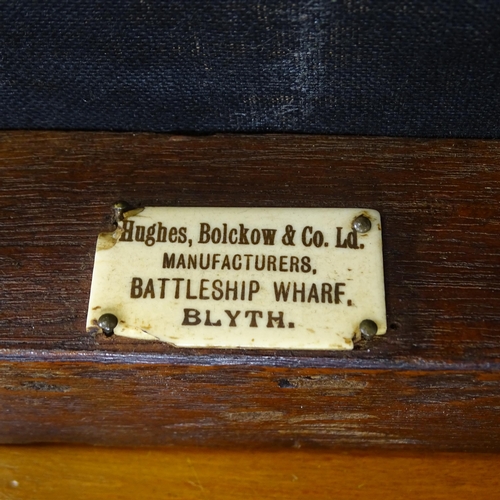 Hughes, Bolckow & Co. Ld.
MANUFACTURERS,
BATTLESHIP WHARF,
BLYTH.